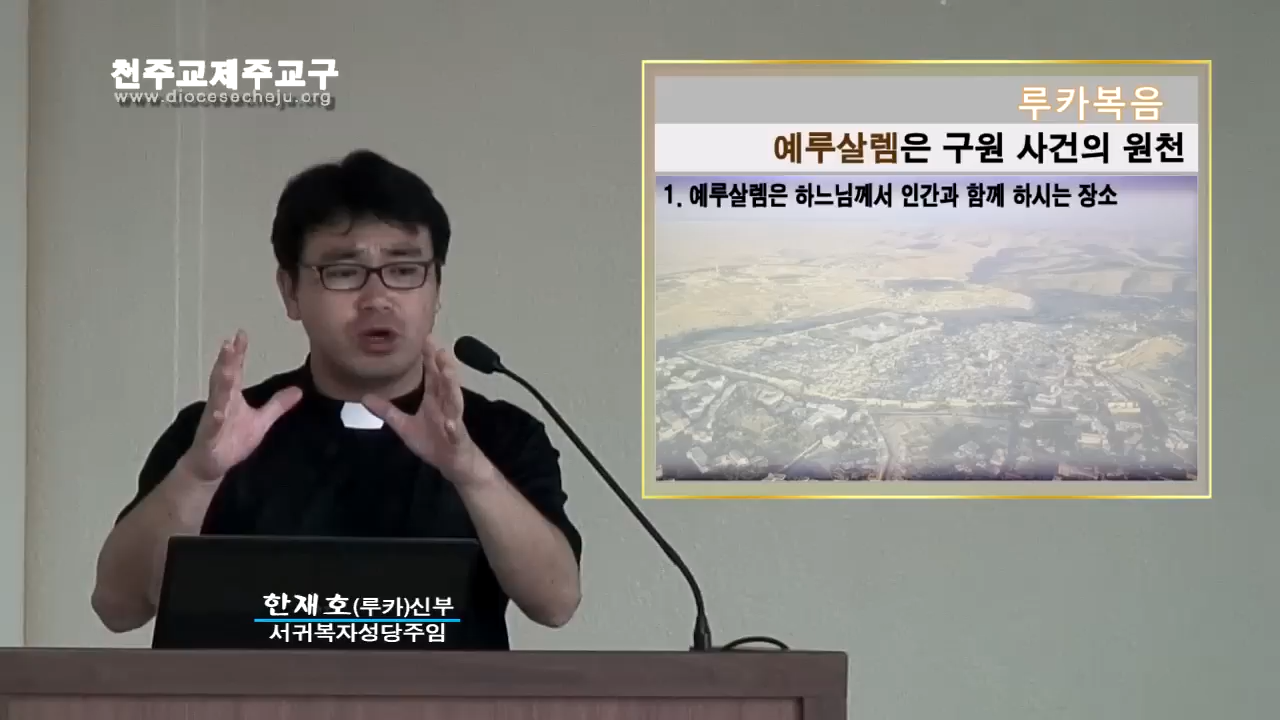 천주교제주교구
www.diocesecheju.org
루카복음
예루살렘은 구원 사건의 원천
1. 예루살렘은 하느님께서 인간과 함께 하시는 장소
한재호(루카)신부
서귀복자성당주임